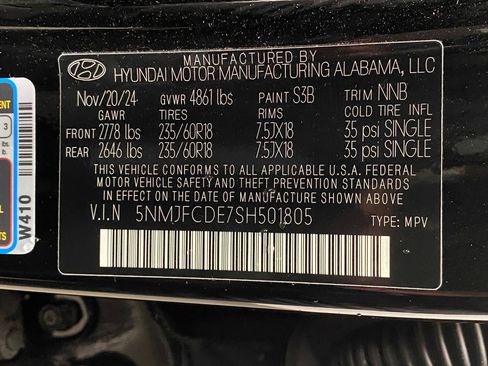 MANUFACTURED BY
HYUNDAI MOTOR MANUFACTURING ALABAMA, LLC
Nov/20/24 GVWR 4861 lbs PAINT S3B TRIM NNB
GAWR TIRES RIMS COLD TIRE INFL
FRONT 2778 lbs 235/60R18 7.5JX18 35 psi SINGLE
REAR 2646 lbs 235/60R18 7.5JX18 35 psi SINGLE
THIS VEHICLE CONFORMS TO ALL APPLICABLE U.S.A. FEDERAL
MOTOR VEHICLE SAFETY AND THEFT PREVENTION STANDARDS
IN EFFECT ON THE DATE OF MANUFACTURE SHOWN ABOVE
V.I.N 5NMJFCDE7SH501805 TYPE: MPV
W410
3
lbs.